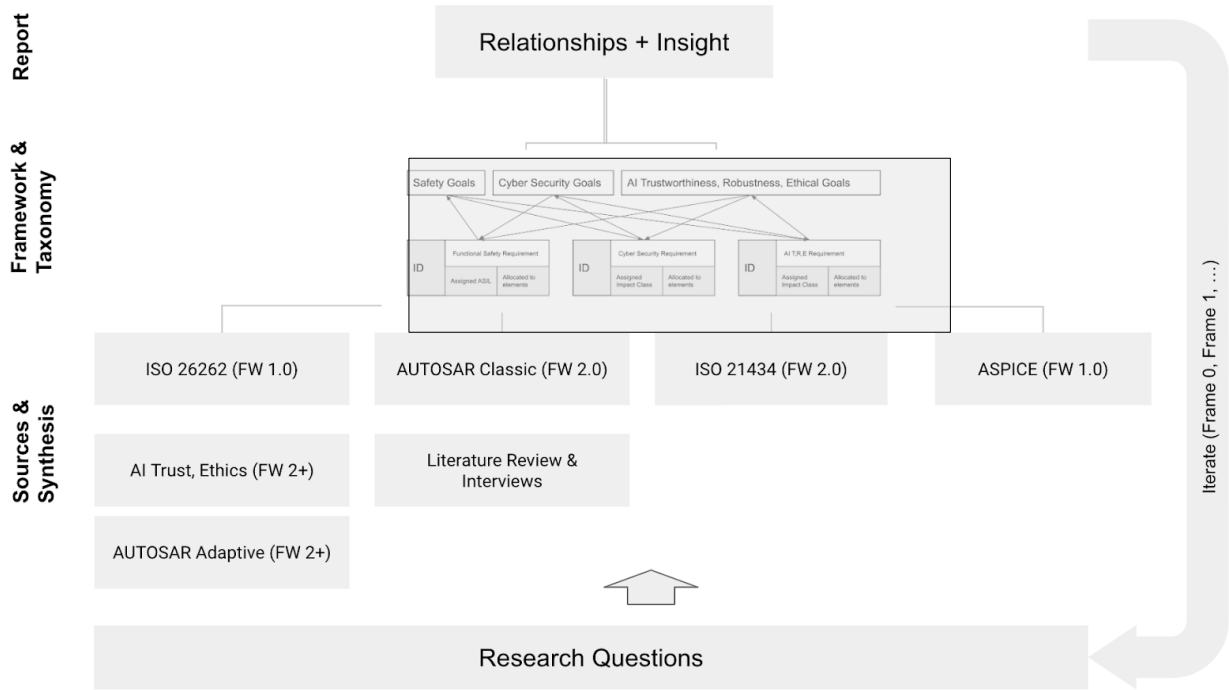 Report
Relationships + Insight
Framework &
Taxonomy
Safety Goals
Cyber Security Goals
AI Trustworthiness, Robustness, Ethical Goals
ID
Functional Safety Requirement
Assigned ASIL
Allocated to
elements
ID
Cyber Security Requirement
Assigned
Impact Class
Allocated to
elements
ID
AI T,R,E Requirement
Assigned
Impact Class
Allocated to
elements
Sources &
Synthesis
ISO 26262 (FW 1.0)
AUTOSAR Classic (FW 2.0)
ISO 21434 (FW 2.0)
ASPICE (FW 1.0)
AI Trust, Ethics (FW 2+)
Literature Review &
Interviews
AUTOSAR Adaptive (FW 2+)
Research Questions
Iterate (Frame 0, Frame 1, …)